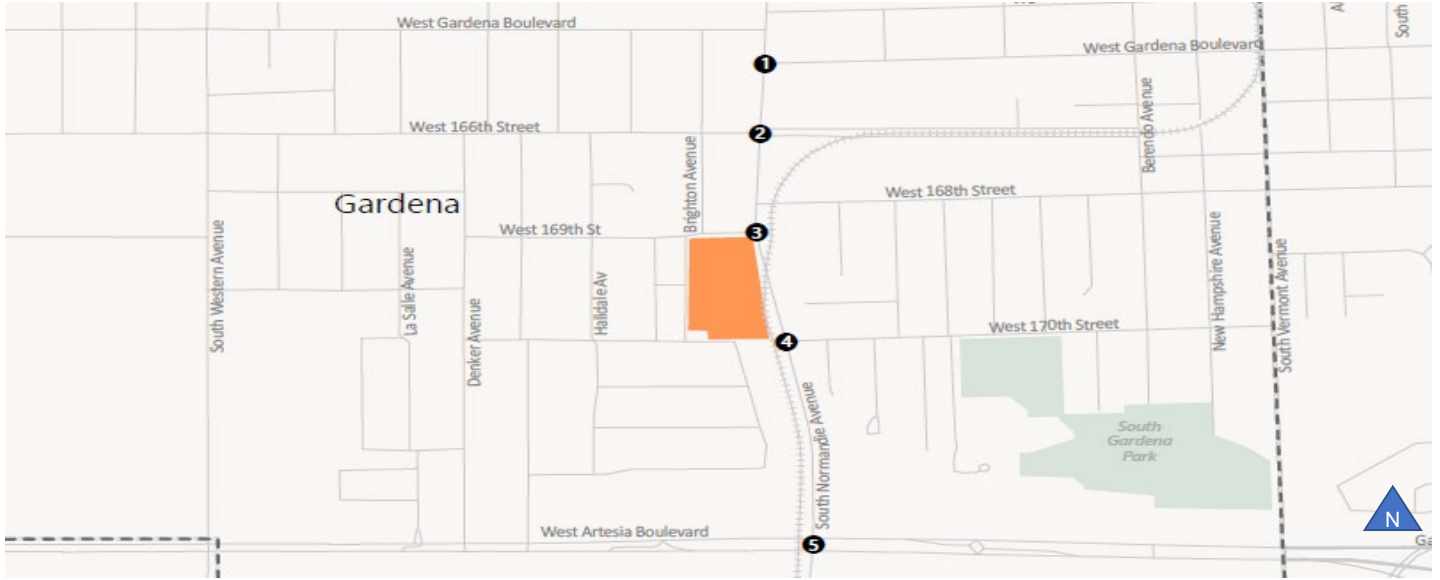 West Gardena Boulevard
South
West Gardena Boulevard
1
West 166th Street
2
Berendo Avenue
Brighton Avenue
West 168th Street
Gardena
West 169th St
3
South Western Avenue
La Salle Avenue
Denker Avenue
Halldale Av
New Hampshire Avenue
South Vermont Avenue
West 170th Street
4
South Normandie Avenue
South
Gardena
Park
N
West Artesia Boulevard
5